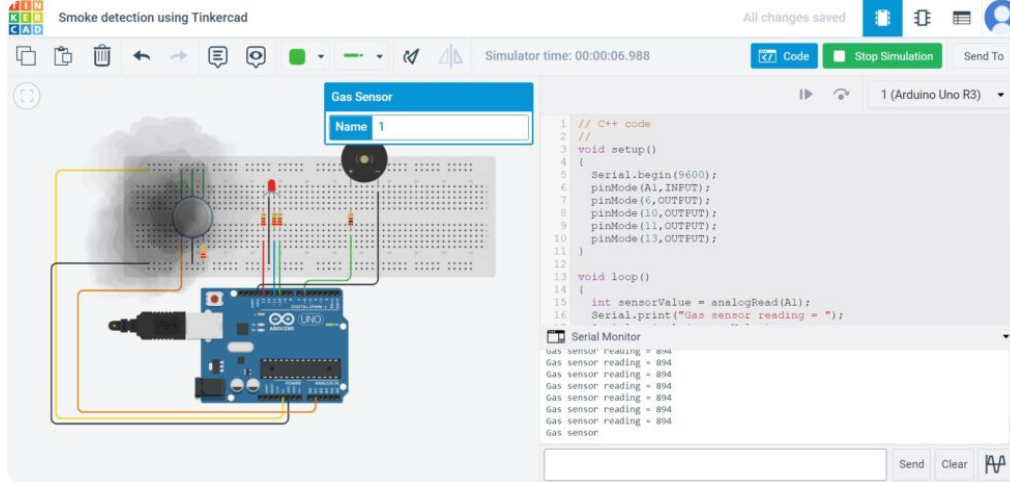 TIN
KER
CAD
Smoke detection using Tinkercad
All changes saved
Simulator time: 00:00:06.988
Code
Stop Simulation
Send To
Gas Sensor
Name 1
1 (Arduino Uno R3)
1 // C++ code
2 //
3 void setup()
4 {
5 Serial.begin(9600);
6 pinMode(A1,INPUT);
7 pinMode(6,OUTPUT);
8 pinMode(10,OUTPUT);
9 pinMode(11,OUTPUT);
10 pinMode(13,OUTPUT);
11 }
12
13 void loop()
14 {
15 int sensorValue = analogRead(A1);
16 Serial.print("Gas sensor reading = ");
Serial Monitor
Gas sensor reading = 894
Gas sensor reading = 894
Gas sensor reading = 894
Gas sensor reading = 894
Gas sensor reading = 894
Gas sensor reading = 894
Gas sensor reading = 894
Gas sensor
Send
Clear
DIGITAL (PWM~)
UNO
ARDUINO
POWER
ANALOG IN